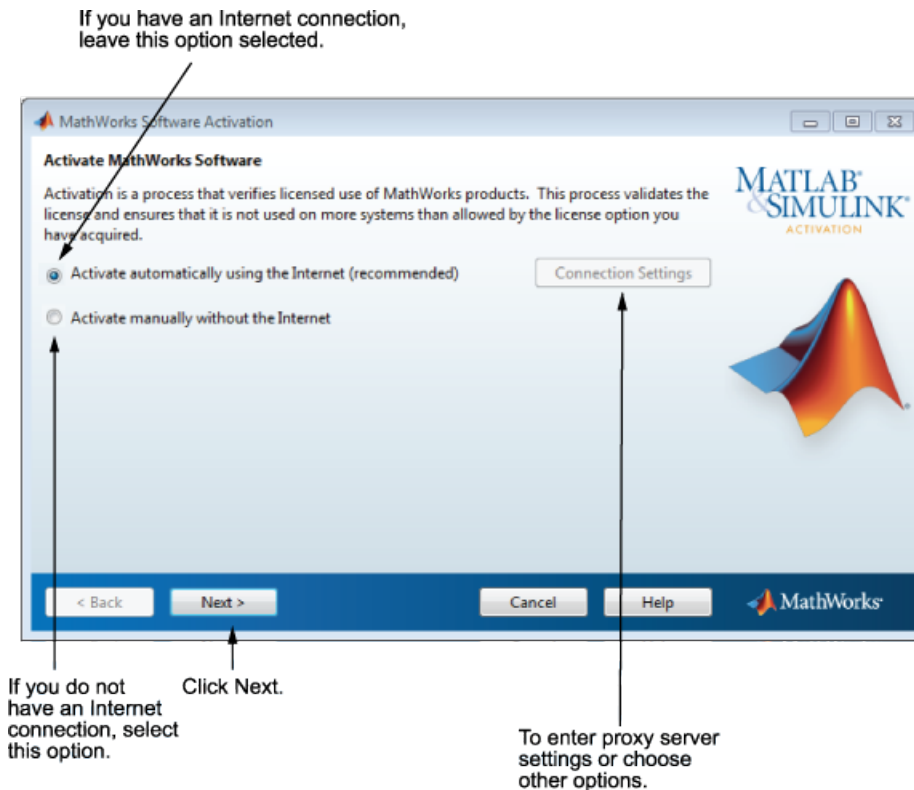 If you have an Internet connection,
leave this option selected.
MathWorks Software Activation
Activate MathWorks Software
Activation is a process that verifies licensed use of MathWorks products. This process validates the
license and ensures that it is not used on more systems than allowed by the license option you
have acquired.
MATLAB®
&SIMULINK®
ACTIVATION
Activate automatically using the Internet (recommended)
Connection Settings
Activate manually without the Internet
< Back
Next >
Cancel
Help
MathWorks®
If you do not
have an Internet
connection, select
this option.
Click Next.
To enter proxy server
settings or choose
other options.